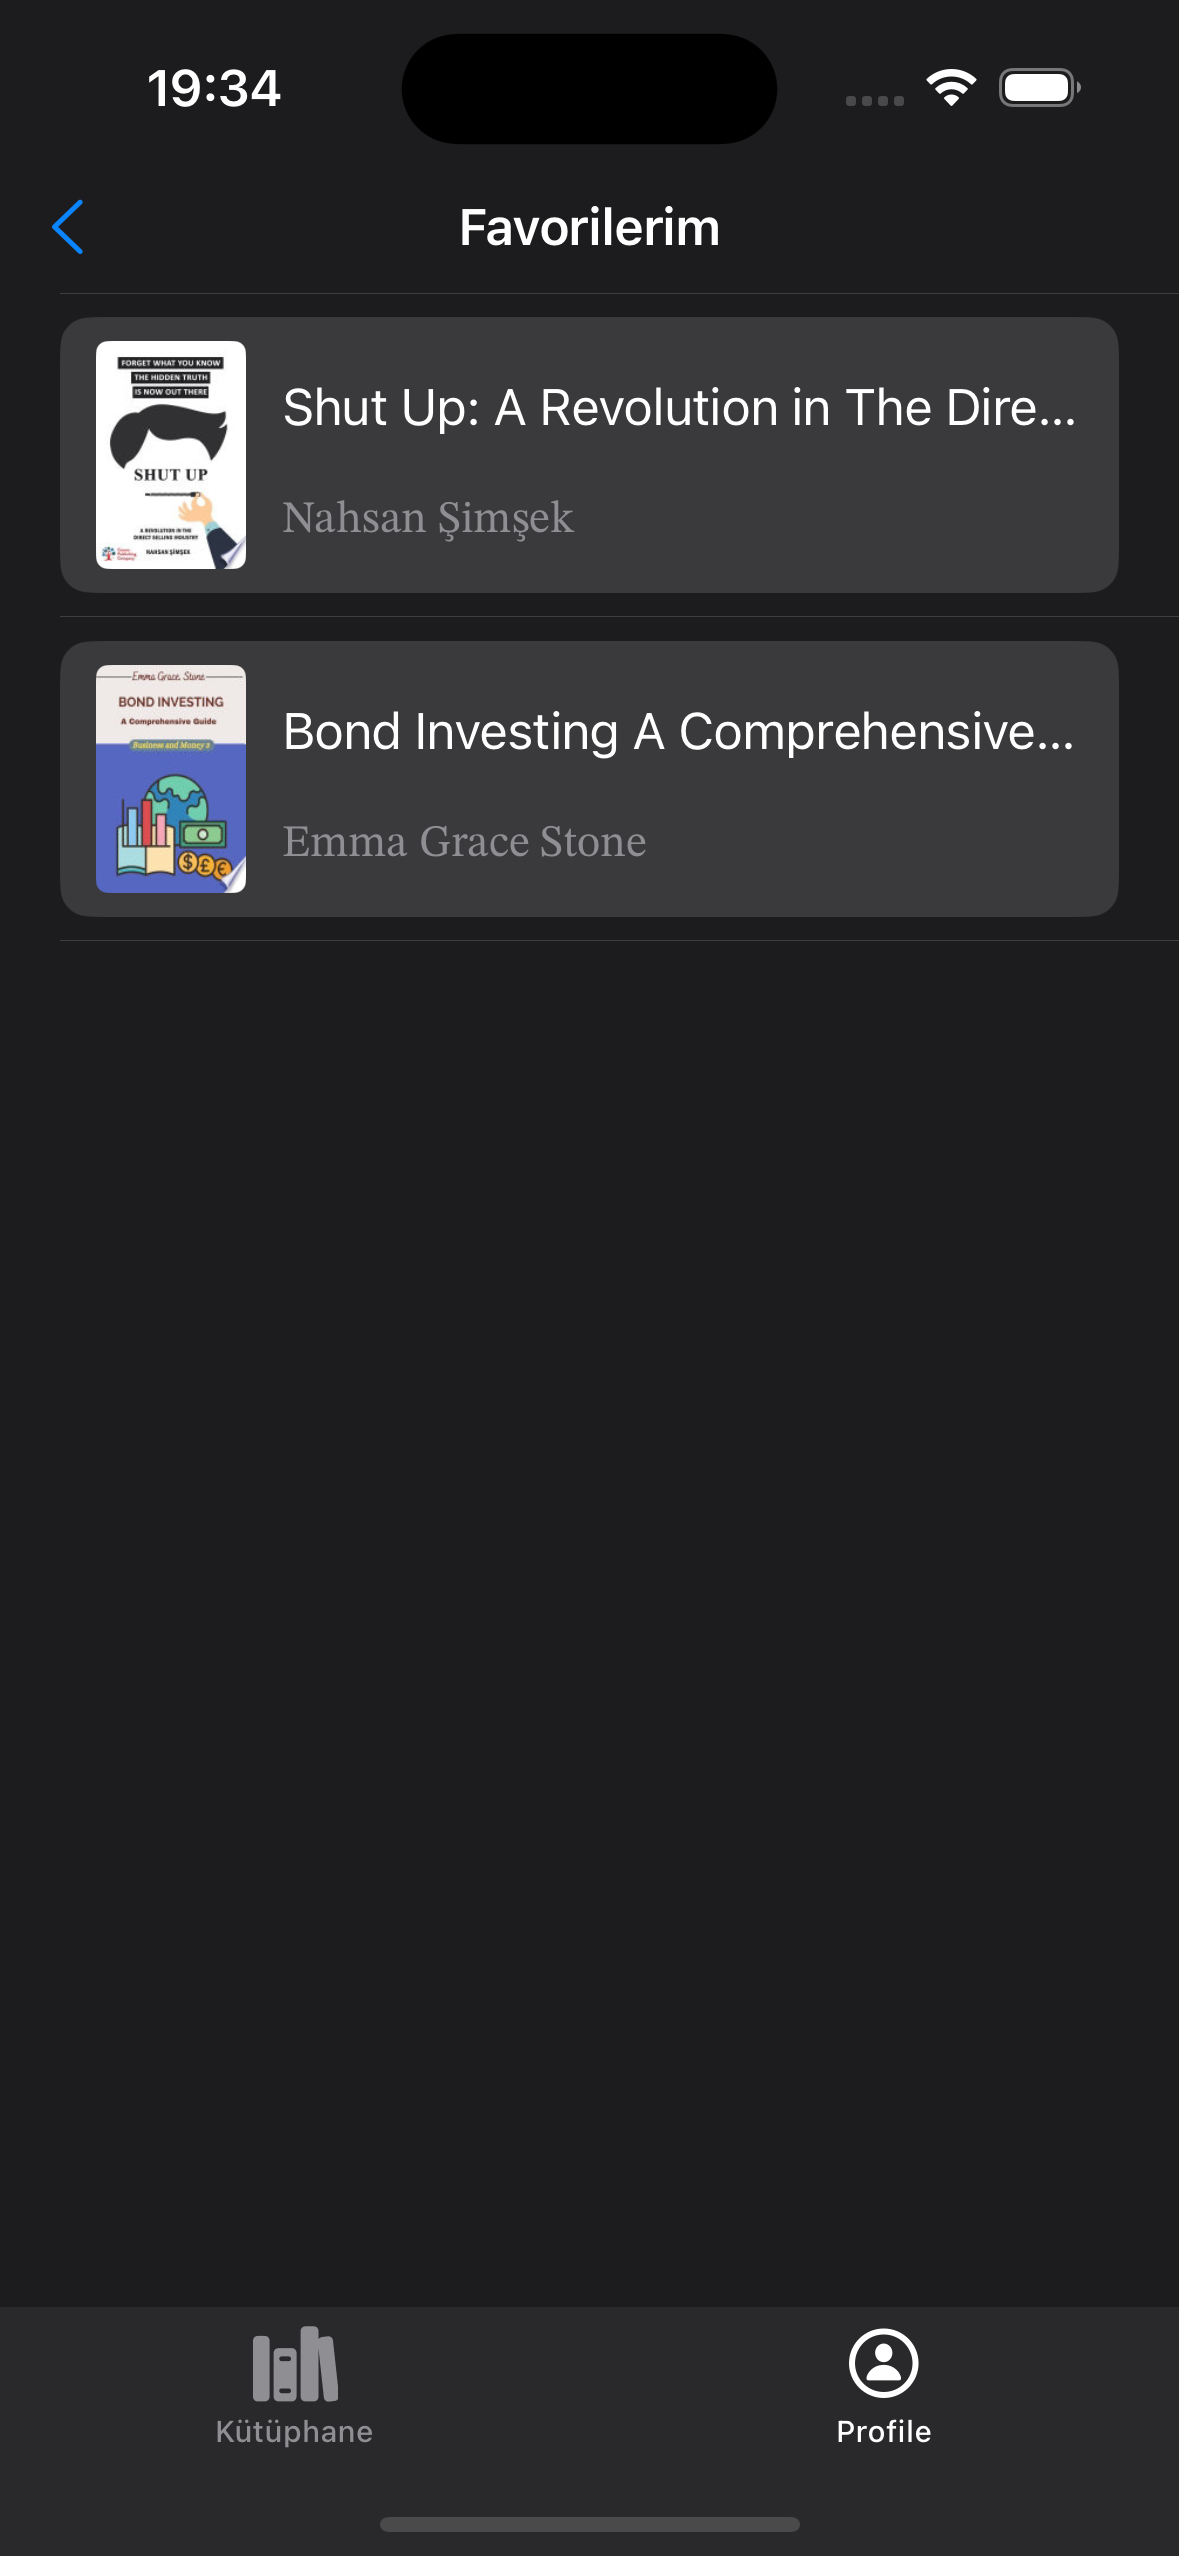 19:34
Favorilerim
FORGET WHAT YOU KNOW
THE HIDDEN TRUTH
IS NOW OUT THERE
SHUT UP
A REVOLUTION IN THE
DIRECT SELLING INDUSTRY
NAHSAN ŞİMŞEK
Shut Up: A Revolution in The Dire...
Nahsan Şimşek
Emma Grace Stone
BOND INVESTING
A Comprehensive Guide
Business and Money 2
Bond Investing A Comprehensive...
Emma Grace Stone
Kütüphane
Profile